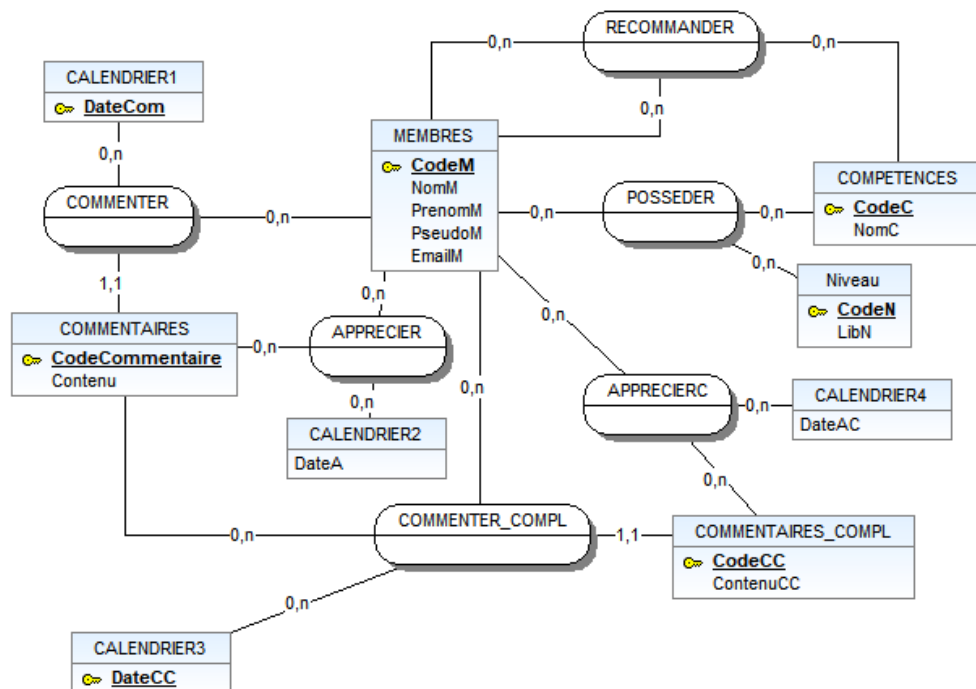 RECOMMANDER
0,n
0,n
0,n
CALENDRIER1
DateCom
0,n
COMMENTER
0,n
1,1
MEMBRES
CodeM
NomM
PrenomM
PseudoM
EmailM
POSSEDER
0,n
0,n
0,n
COMPETENCES
CodeC
NomC
Niveau
CodeN
LibN
COMMENTAIRES
CodeCommentaire
Contenu
0,n
APPRECIER
0,n
0,n
CALENDRIER2
DateA
0,n
0,n
APPRECIERC
0,n
CALENDRIER4
DateAC
0,n
COMMENTER_COMPL
0,n
1,1
COMMENTAIRES_COMPL
CodeCC
ContenuCC
0,n
CALENDRIER3
DateCC